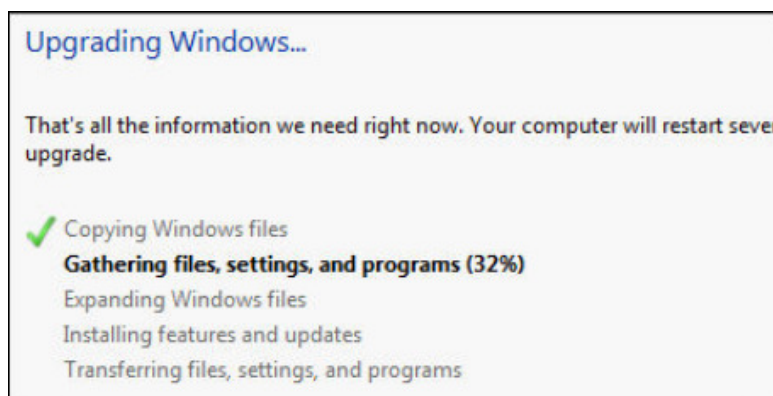 Upgrading Windows...
That's all the information we need right now. Your computer will restart
upgrade.
Copying Windows files
Gathering files, settings, and programs (32%)
Expanding Windows files
Installing features and updates
Transferring files, settings, and programs